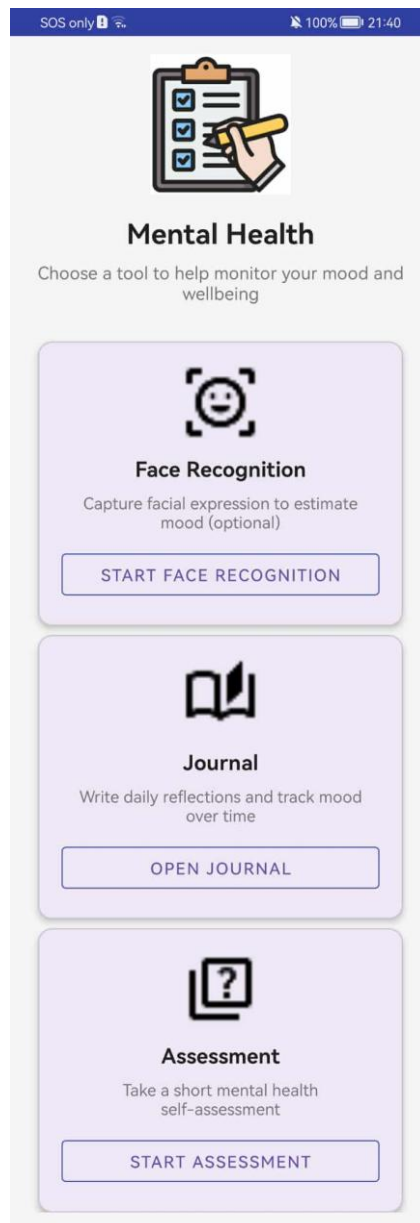 SOS only
100% 21:40
Mental Health
Choose a tool to help monitor your mood and
wellbeing
Face Recognition
Capture facial expression to estimate
mood (optional)
START FACE RECOGNITION
Journal
Write daily reflections and track mood
over time
OPEN JOURNAL
?
Assessment
Take a short mental health
self-assessment
START ASSESSMENT